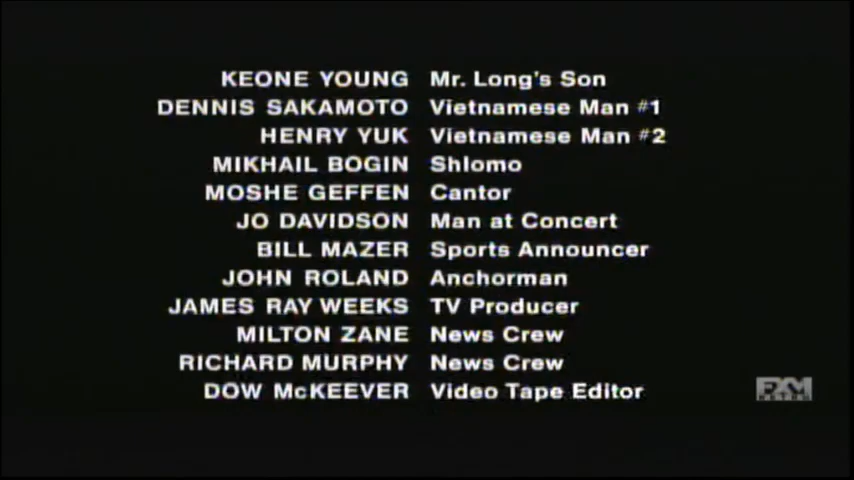 KEONE YOUNG Mr. Long's Son
DENNIS SAKAMOTO Vietnamese Man #1
HENRY YUK Vietnamese Man #2
MIKHAIL BOGIN Shlomo
MOSHE GEFFEN Cantor
JO DAVIDSON Man at Concert
BILL MAZER Sports Announcer
JOHN ROLAND Anchorman
JAMES RAY WEEKS TV Producer
MILTON ZANE News Crew
RICHARD MURPHY News Crew
DOW McKEEVER Video Tape Editor
FXM
RETRO